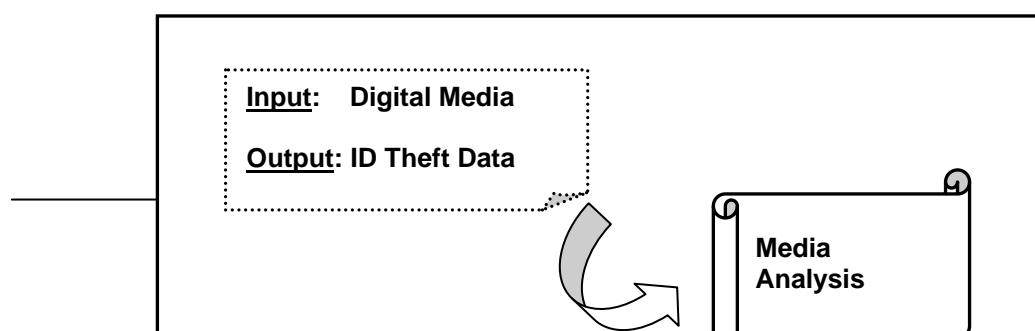 Input: Digital Media
Output: ID Theft Data
Media
Analysis